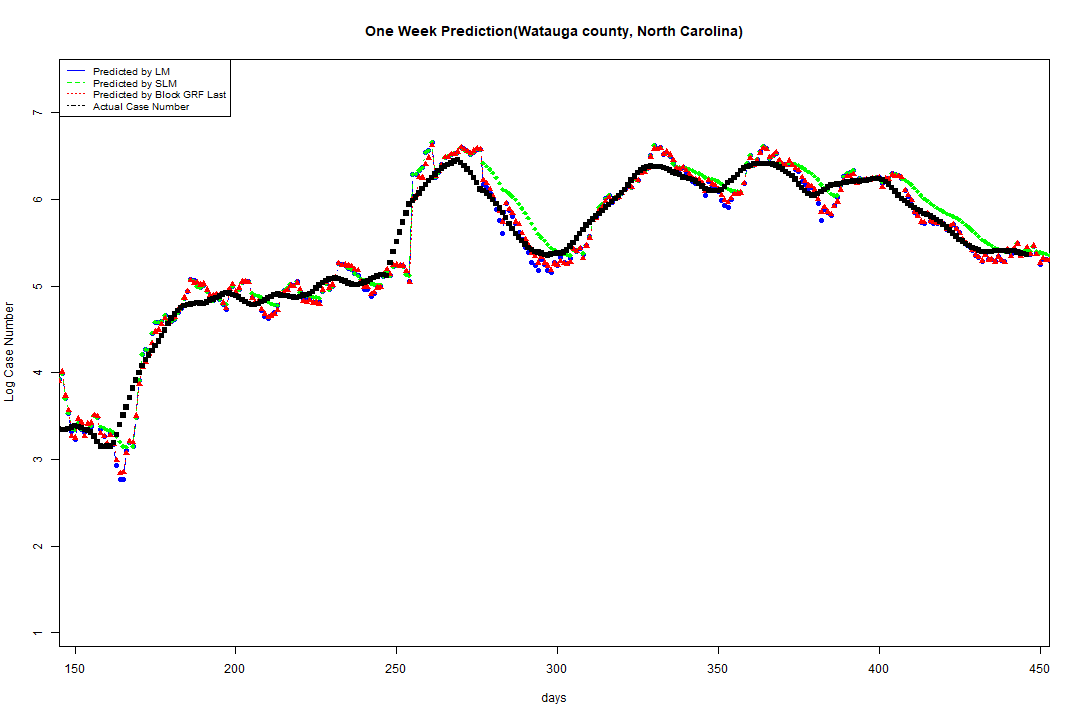 One Week Prediction(Watauga county, North Carolina)
Predicted by LM
Predicted by SLM
Predicted by Block GRF Last
Actual Case Number
Log Case Number
7
6
5
4
3
2
1
150 200 250 300 350 400 450
days